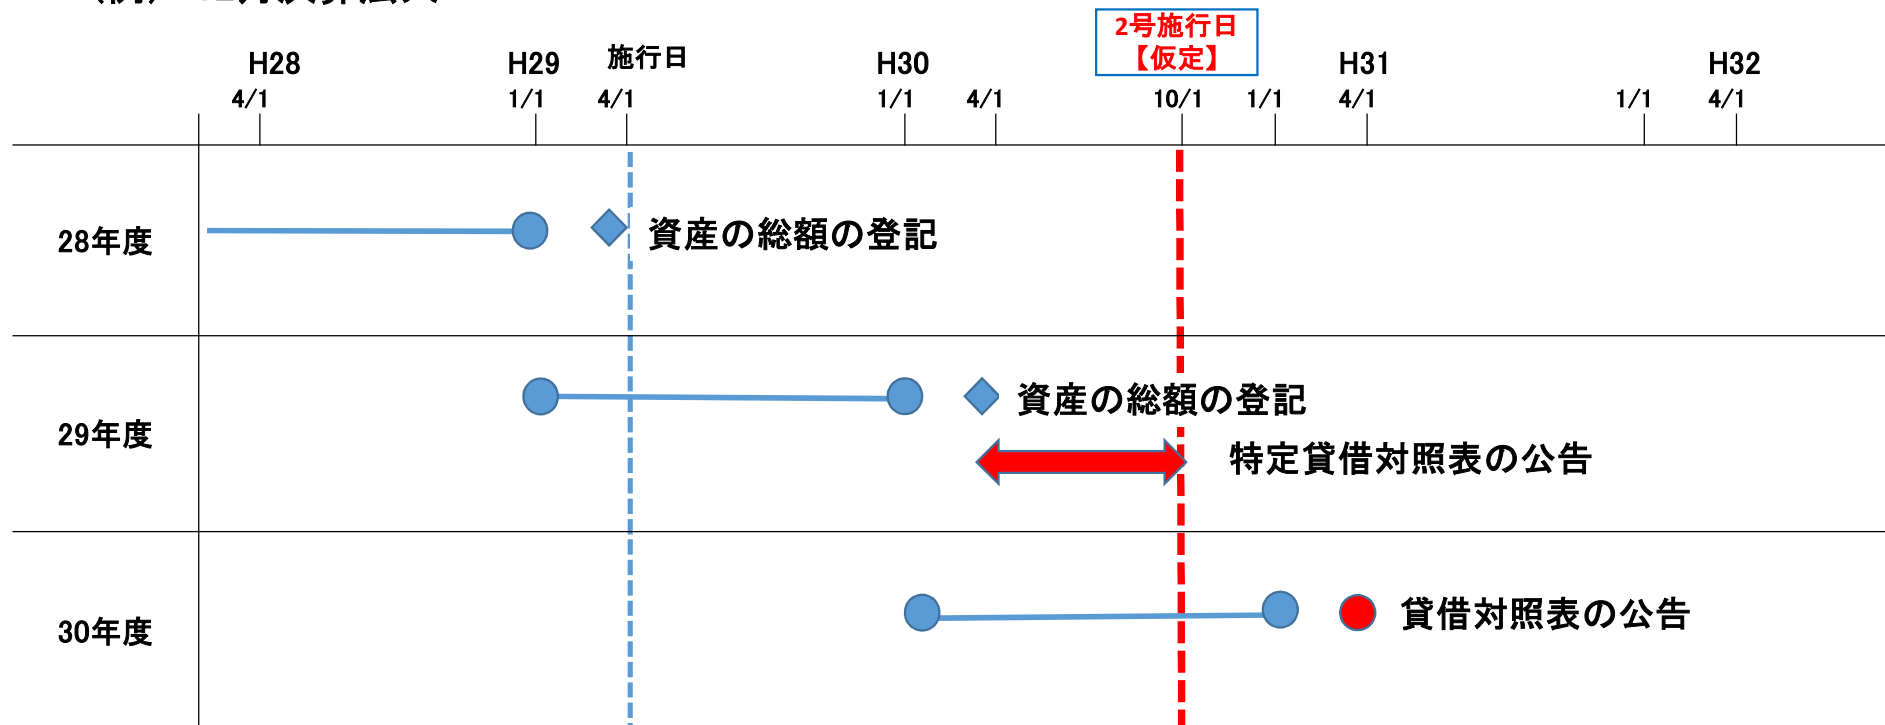 2号施行日
【仮定】
H28 H29 施行日 H30 H31 H32
4/1 1/1 4/1 1/1 4/1 10/1 1/1 4/1 1/1 4/1
28年度 資産の総額の登記
29年度 資産の総額の登記
特定貸借対照表の公告
30年度 貸借対照表の公告